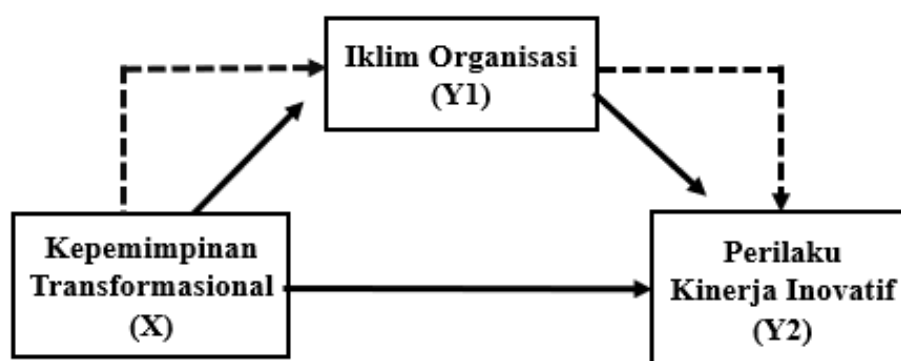 Iklim Organisasi
(Y1)
Kepemimpinan
Transformasional
(X)
Perilaku
Kinerja Inovatif
(Y2)